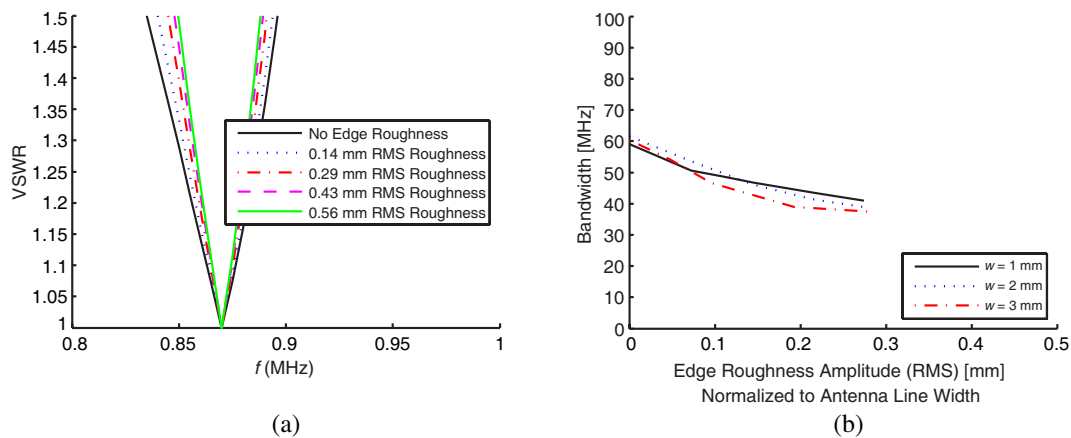 1.5
1.45
1.4
1.35
1.3
1.25
1.2
1.15
1.1
1.05
1
VSWR
0.8
0.85
0.9
0.95
1
f (MHz)
No Edge Roughness
0.14 mm RMS Roughness
0.29 mm RMS Roughness
0.43 mm RMS Roughness
0.56 mm RMS Roughness
(a)
100
90
80
70
60
50
40
30
20
10
0
Bandwidth [MHz]
0
0.1
0.2
0.3
0.4
0.5
Edge Roughness Amplitude (RMS) [mm]
Normalized to Antenna Line Width
w = 1 mm
w = 2 mm
w = 3 mm
(b)